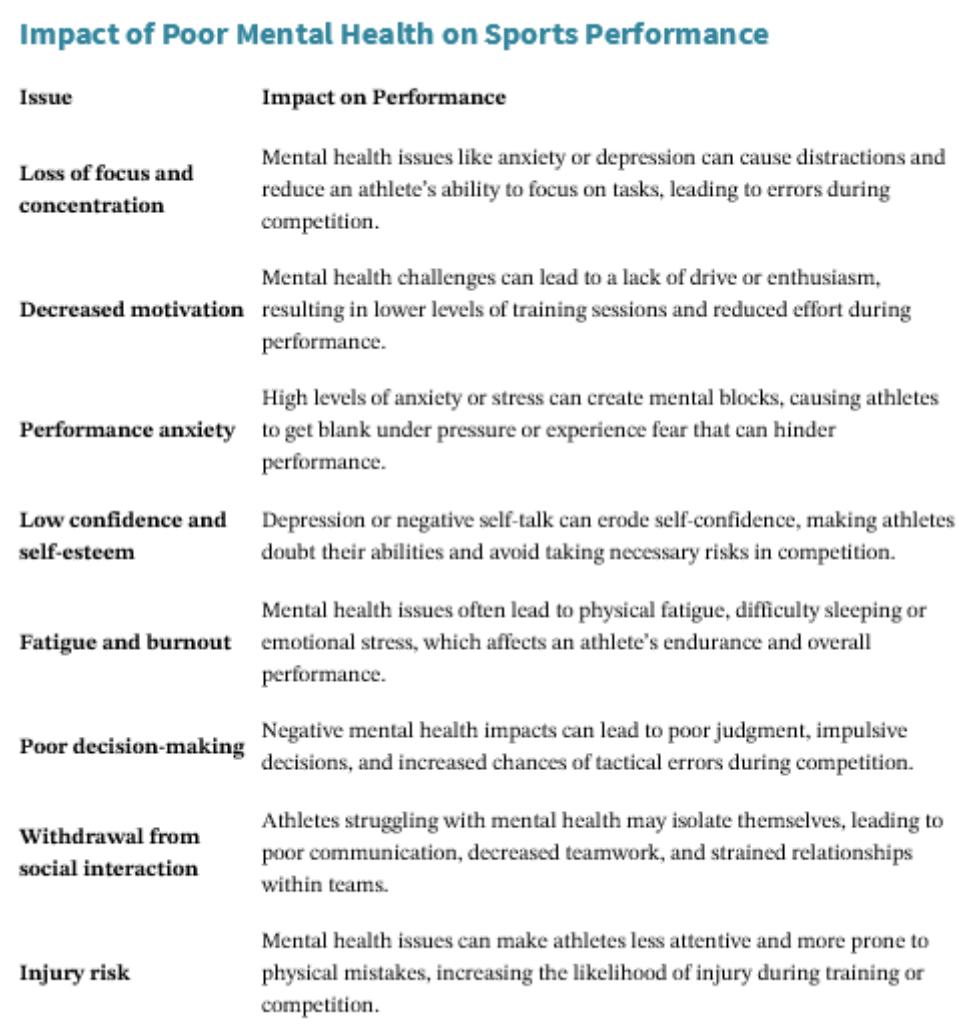 Impact of Poor Mental Health on Sports Performance
Issue Impact on Performance
Loss of focus and
concentration
Mental health issues like anxiety or depression can cause distractions and
reduce an athlete’s ability to focus on tasks, leading to errors during
competition.
Decreased motivation
Mental health challenges can lead to a lack of drive or enthusiasm,
resulting in lower levels of training sessions and reduced effort during
performance.
Performance anxiety
High levels of anxiety or stress can create mental blocks, causing athletes
to get blank under pressure or experience fear that can hinder
performance.
Low confidence and
self-esteem
Depression or negative self-talk can erode self-confidence, making athletes
doubt their abilities and avoid taking necessary risks in competition.
Fatigue and burnout
Mental health issues often lead to physical fatigue, difficulty sleeping or
emotional stress, which affects an athlete’s endurance and overall
performance.
Poor decision-making
Negative mental health impacts can lead to poor judgment, impulsive
decisions, and increased chances of tactical errors during competition.
Withdrawal from
social interaction
Athletes struggling with mental health may isolate themselves, leading to
poor communication, decreased teamwork, and strained relationships
within teams.
Injury risk
Mental health issues can make athletes less attentive and more prone to
physical mistakes, increasing the likelihood of injury during training or
competition.